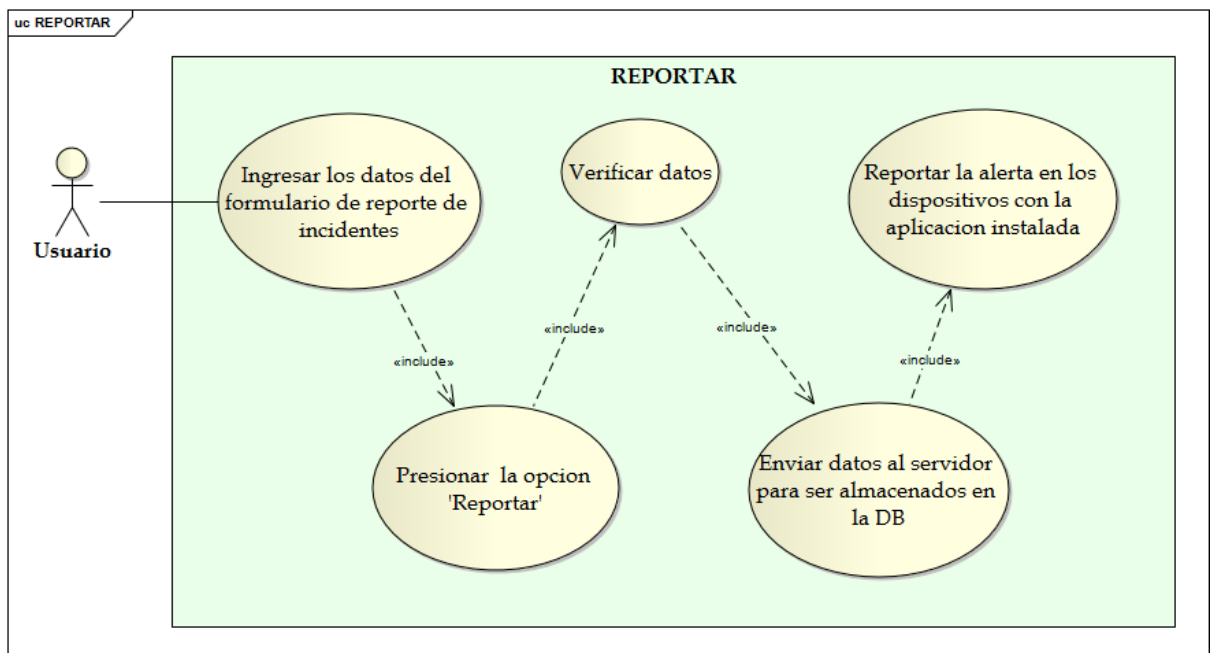 uc REPORTAR
REPORTAR
Usuario
Ingresar los datos del
formulario de reporte de
incidentes
«include»
Presionar la opcion
'Reportar'
«include»
Verificar datos
«include»
Enviar datos al servidor
para ser almacenados en
la DB
«include»
Reportar la alerta en los
dispositivos con la
aplicacion instalada